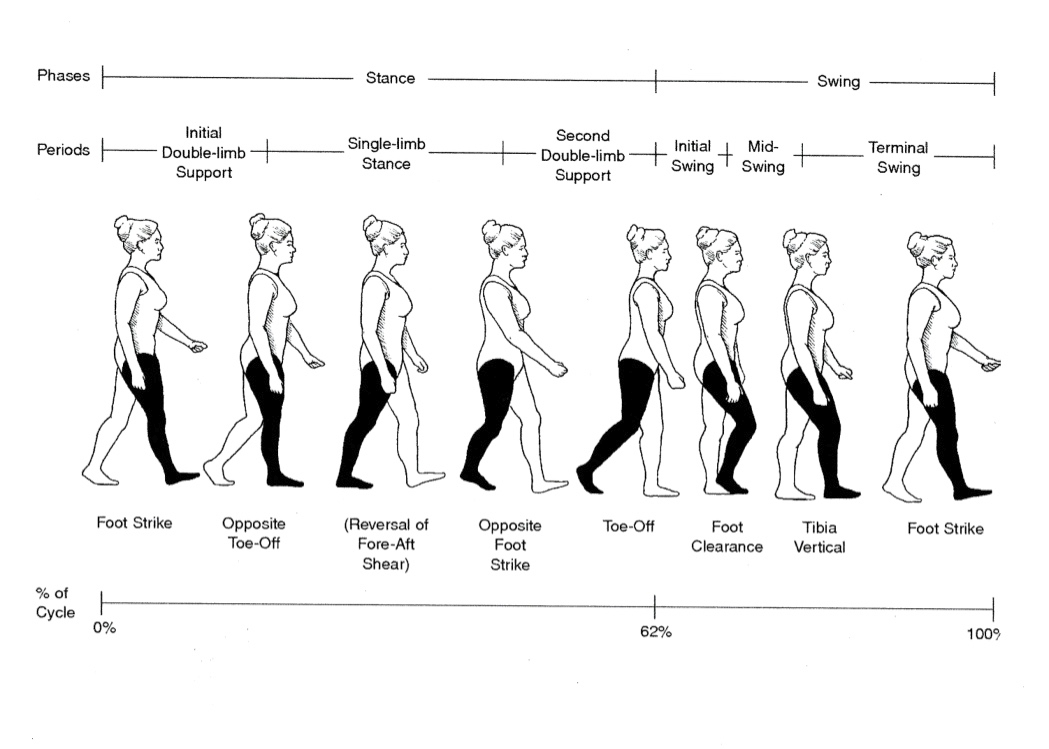 Phases
Stance
Swing
Periods
Initial
Double-limb
Support
Single-limb
Stance
Second
Double-limb
Support
Initial
Swing
Mid-
Swing
Terminal
Swing
Foot Strike
Opposite
Toe-Off
(Reversal of
Fore-Aft
Shear)
Opposite
Foot
Strike
Toe-Off
Foot
Clearance
Tibia
Vertical
Foot Strike
% of
Cycle
0%
62%
100%